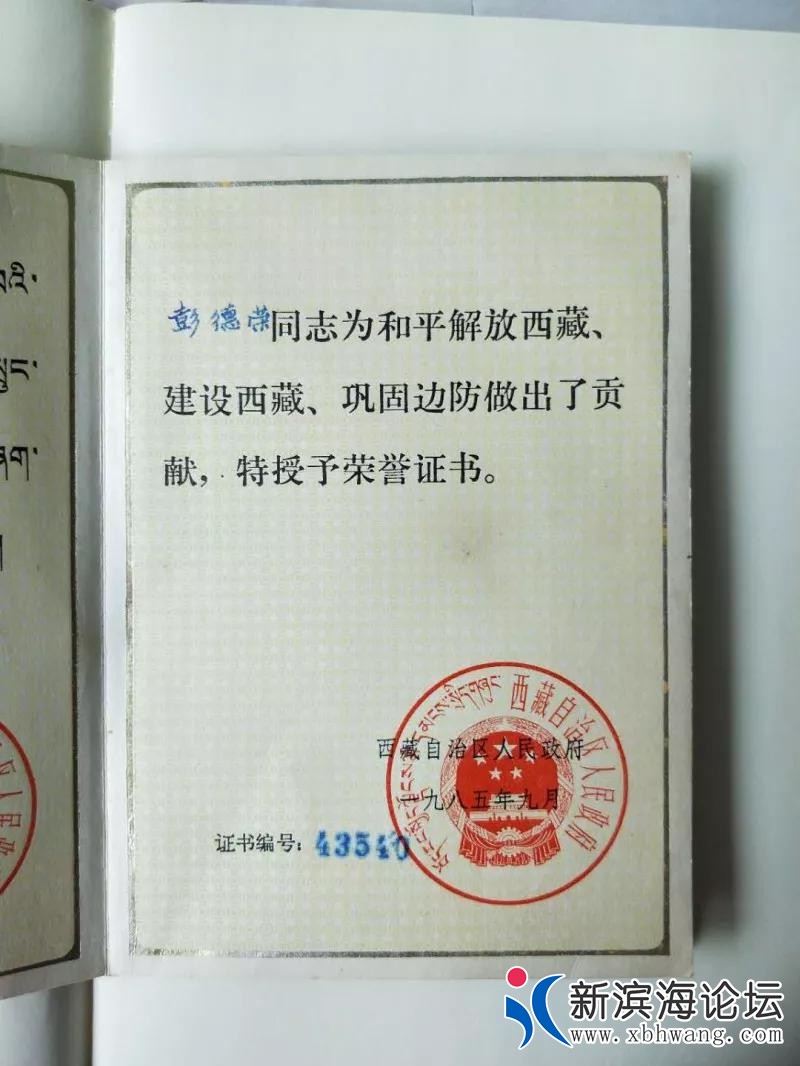 彭德荣同志为和平解放西藏、
建设西藏、巩固边防做出了贡
献,特授予荣誉证书。
西藏自治区人民政府
西藏自治区人民政府
一九八五年九月
证书编号:43540
新滨海论坛
www.xbhwang.com